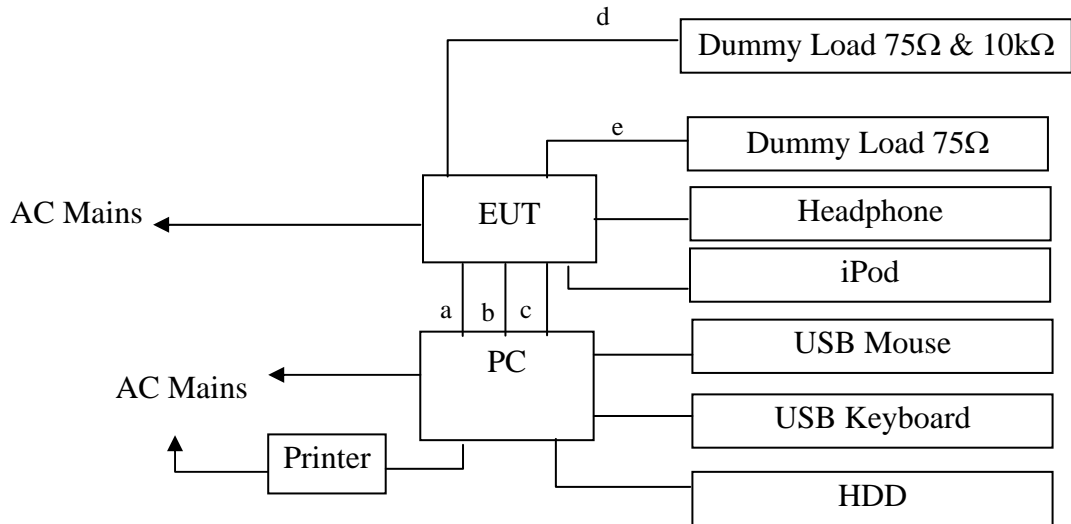 d
Dummy Load 75Ω & 10kΩ
e
Dummy Load 75Ω
AC Mains
EUT
Headphone
iPod
a
b
c
PC
USB Mouse
AC Mains
USB Keyboard
Printer
HDD